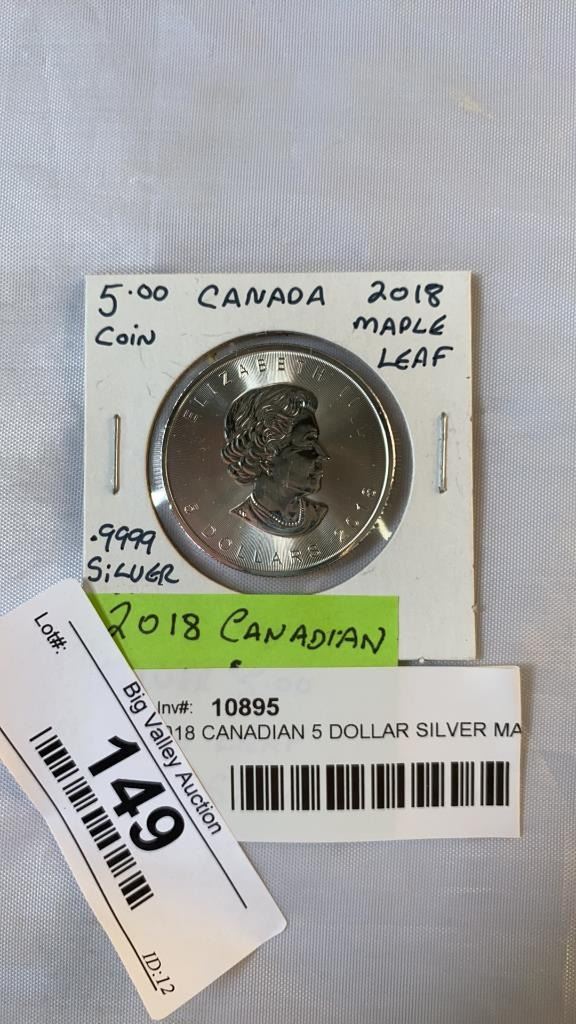 5.00 CANADA 2018
COiN MAPLE
LEAF
ELIZABETH II
5 DOLLARS 2018
.9999
SiLVER
2018 CANADIAN
Inv#: 10895
018 CANADIAN 5 DOLLAR SILVER MA
Lot#:
Big Valley Auction
149
ID:12